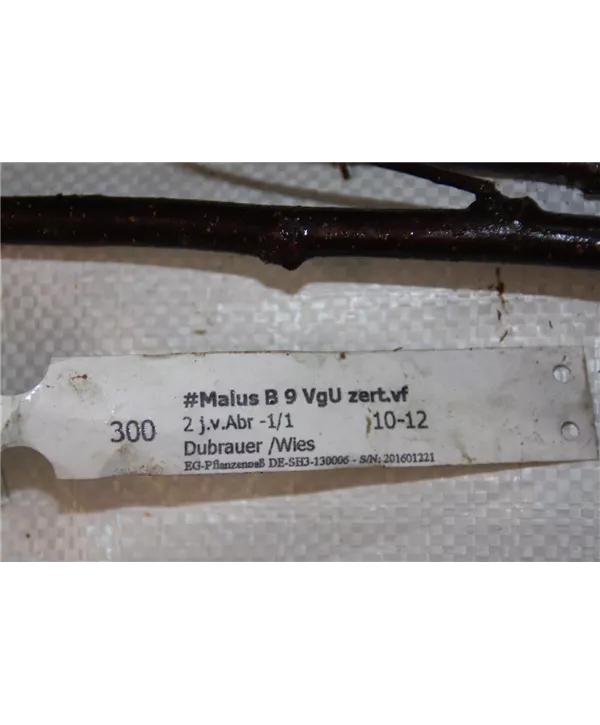 #Malus B 9 VgU zert.vf
300
2 j.v.Abr -1/1 10-12
Dubrauer /Wies
EG-Pflanzenpaß DE-SH3-130006 - S/N: 201601221